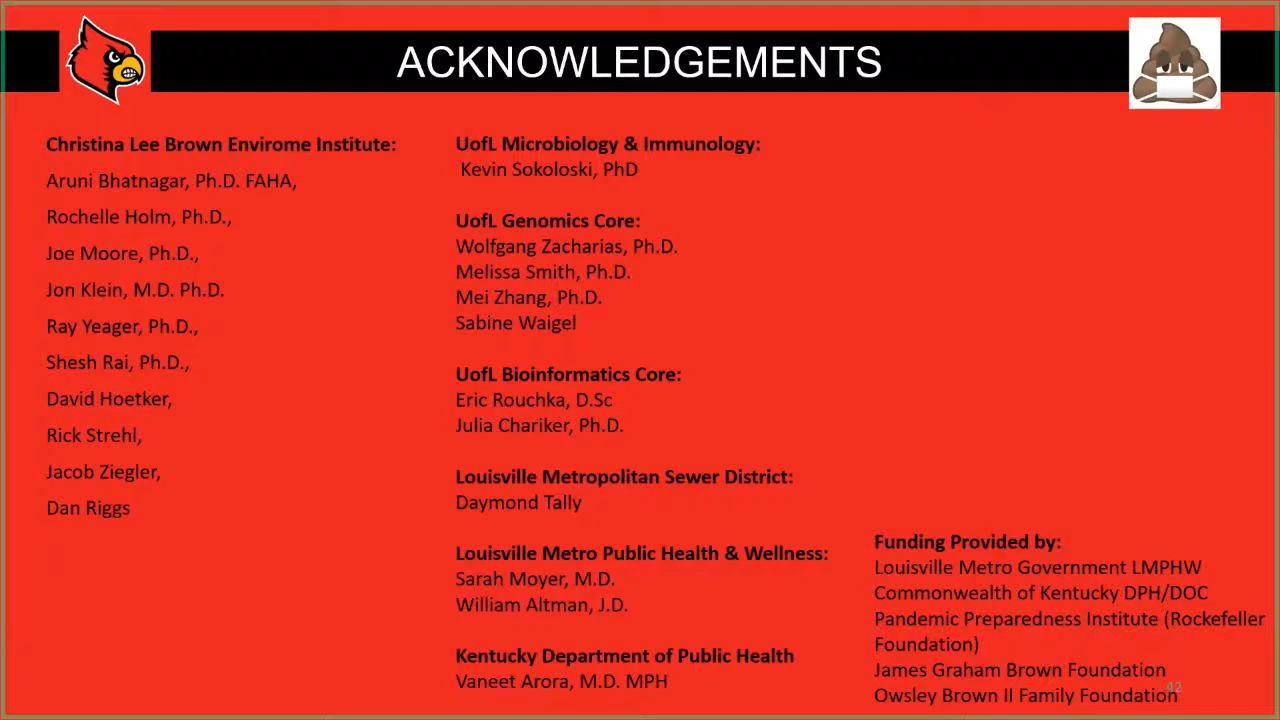 ACKNOWLEDGEMENTS
Christina Lee Brown Envirome Institute:
Aruni Bhatnagar, Ph.D. FAHA,
Rochelle Holm, Ph.D.,
Joe Moore, Ph.D.,
Jon Klein, M.D. Ph.D.
Ray Yeager, Ph.D.,
Shesh Rai, Ph.D.,
David Hoetker,
Rick Strehl,
Jacob Ziegler,
Dan Riggs
UofL Microbiology & Immunology:
Kevin Sokoloski, PhD
UofL Genomics Core:
Wolfgang Zacharias, Ph.D.
Melissa Smith, Ph.D.
Mei Zhang, Ph.D.
Sabine Waigel
UofL Bioinformatics Core:
Eric Rouchka, D.Sc
Julia Chariker, Ph.D.
Louisville Metropolitan Sewer District:
Daymond Tally
Louisville Metro Public Health & Wellness:
Sarah Moyer, M.D.
William Altman, J.D.
Kentucky Department of Public Health
Vaneet Arora, M.D. MPH
Funding Provided by:
Louisville Metro Government LMPHW
Commonwealth of Kentucky DPH/DOC
Pandemic Preparedness Institute (Rockefeller
Foundation)
James Graham Brown Foundation
Owsley Brown II Family Foundation
42